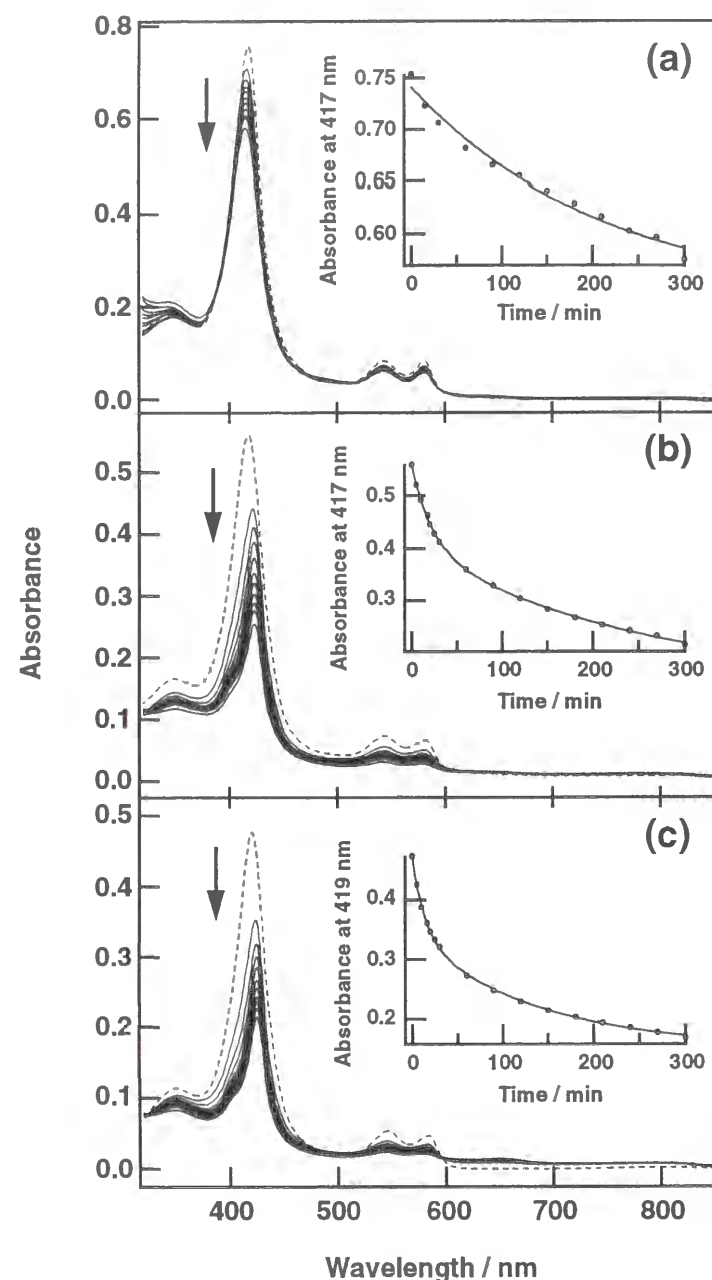 (a)
0.8
0.6
0.4
0.2
0.0
Absorbance at 417 nm
0.75
0.70
0.65
0.60
0 100 200 300
Time / min
(b)
0.5
0.4
0.3
0.2
0.1
0.0
Absorbance at 417 nm
0.5
0.4
0.3
0 100 200 300
Time / min
(c)
0.5
0.4
0.3
0.2
0.1
0.0
Absorbance at 419 nm
0.4
0.3
0.2
0 100 200 300
Time / min
Absorbance
400 500 600 700 800
Wavelength / nm